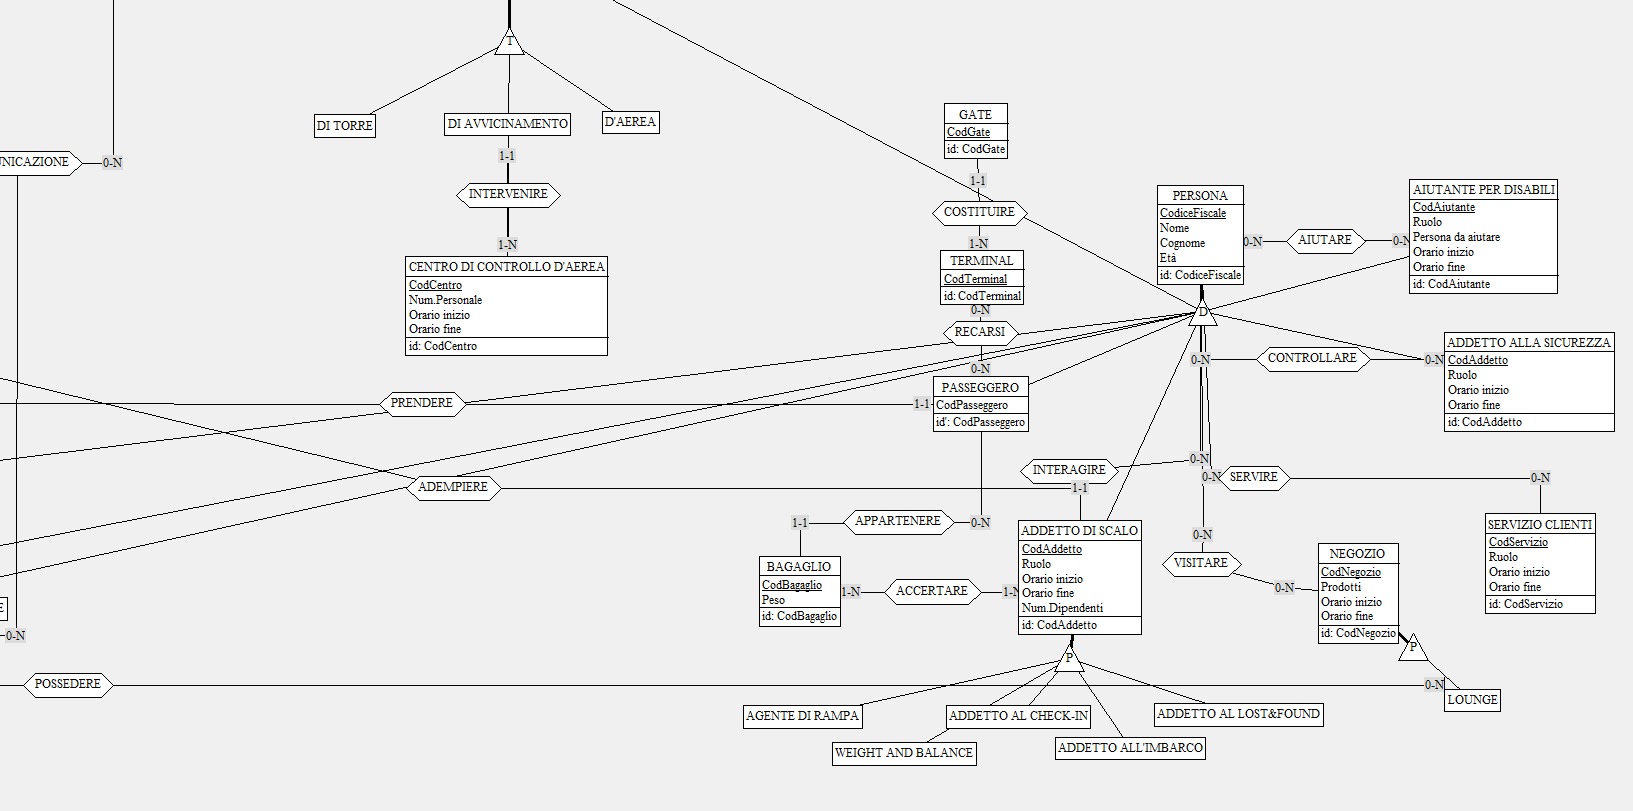 T
DI TORRE
DI AVVICINAMENTO
D'AEREA
0-N
1-1
INTERVENIRE
1-N
CENTRO DI CONTROLLO D'AEREA
CodCentro
Num.Personale
Orario inizio
Orario fine
id: CodCentro
GATE
CodGate
id: CodGate
1-1
COSTITUIRE
1-N
TERMINAL
CodTerminal
id: CodTerminal
0-N
RECARSI
0-N
PASSEGGERO
CodPasseggero
id': CodPasseggero
PERSONA
CodiceFiscale
Nome
Cognome
Età
id: CodiceFiscale
0-N
AIUTARE
0-N
AIUTANTE PER DISABILI
CodAiutante
Ruolo
Persona da aiutare
Orario inizio
Orario fine
id: CodAiutante
D
0-N
CONTROLLARE
0-N
ADDETTO ALLA SICUREZZA
CodAddetto
Ruolo
Orario inizio
Orario fine
id: CodAddetto
PRENDERE
1-1
ADEMPIERE
1-1
INTERAGIRE
0-N
0-N
SERVIRE
0-N
SERVIZIO CLIENTI
CodServizio
Ruolo
Orario inizio
Orario fine
id: CodServizio
1-1
APPARTENERE
0-N
BAGAGLIO
CodBagaglio
Peso
id: CodBagaglio
1-N
ACCERTARE
1-N
ADDETTO DI SCALO
CodAddetto
Ruolo
Orario inizio
Orario fine
Num.Dipendenti
id: CodAddetto
0-N
VISITARE
0-N
NEGOZIO
CodNegozio
Prodotti
Orario inizio
Orario fine
id: CodNegozio
P
LOUNGE
E
0-N
POSSEDERE
0-N
P
AGENTE DI RAMPA
ADDETTO AL CHECK-IN
ADDETTO AL LOST&FOUND
WEIGHT AND BALANCE
ADDETTO ALL'IMBARCO